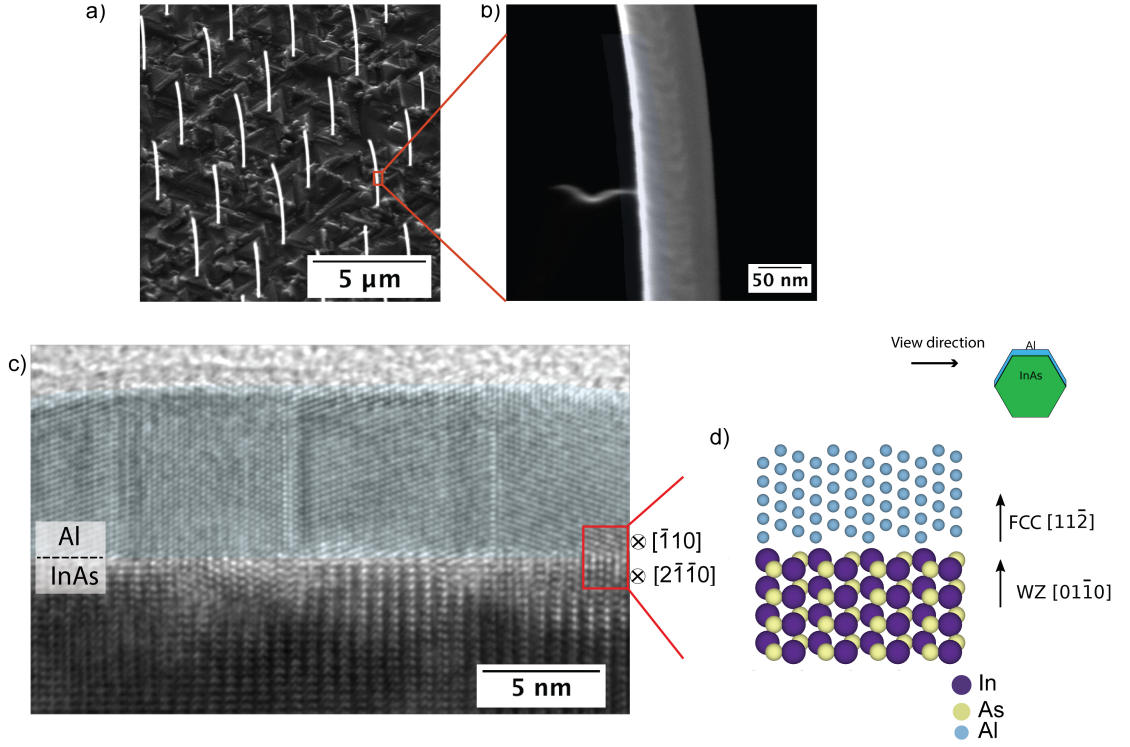 a)
b)
5 μm
50 nm
c)
View direction
Al
InAs
d)
Al
InAs
⊗ [1̄10]
⊗ [21̄1̄0]
FCC [112̄]
WZ [011̄0]
5 nm
In
As
Al